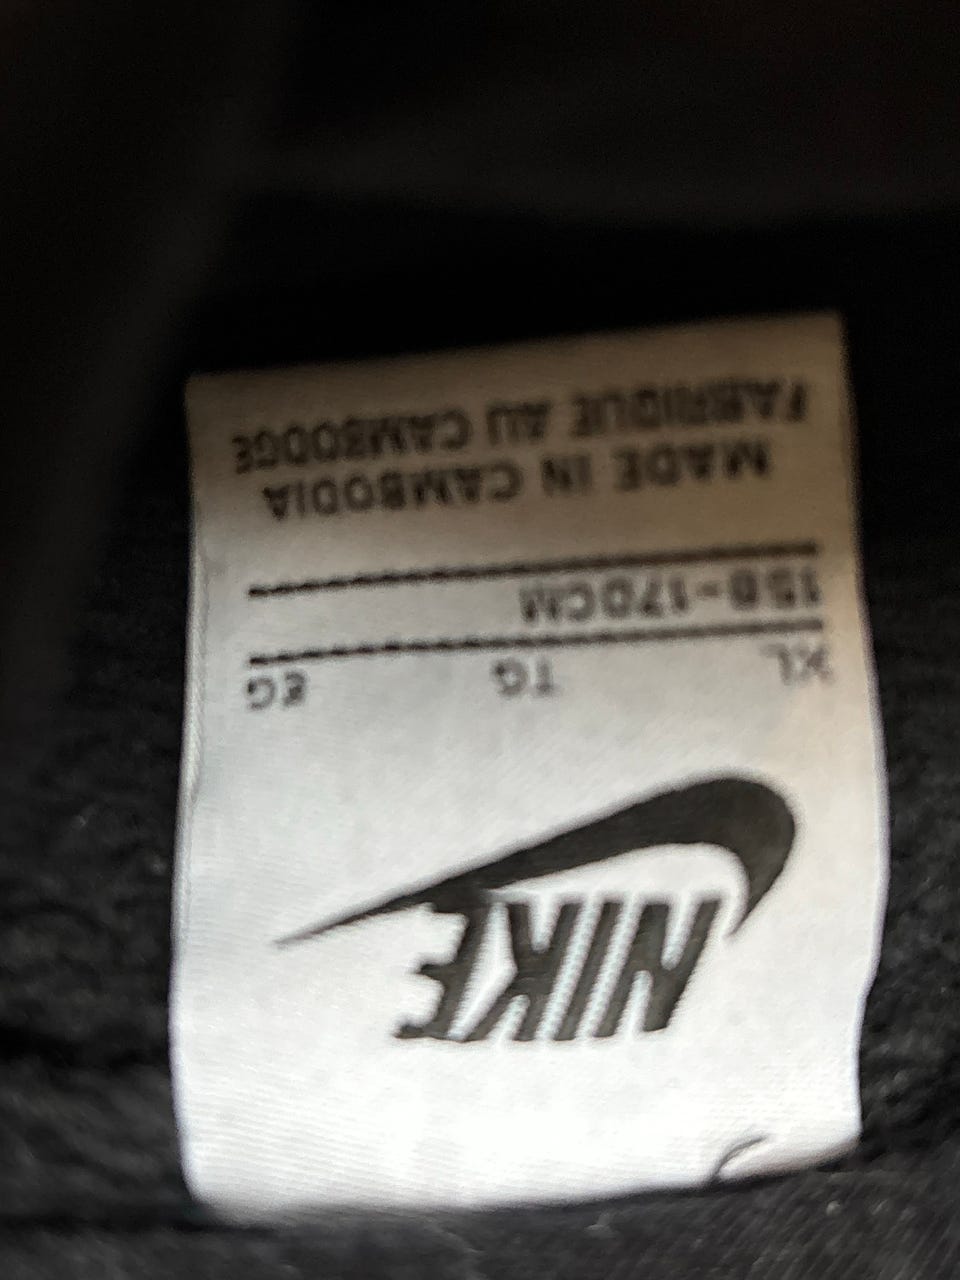 NIKE
XL TG EG
158-170CM
MADE IN CAMBODIA
FABRIQUE AU CAMBODGE